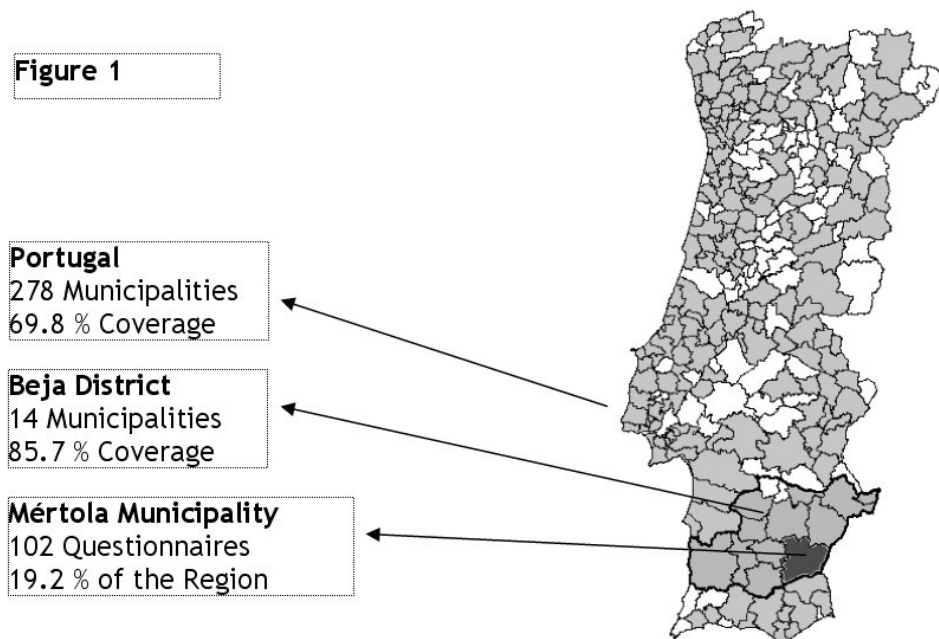 Figure 1
Portugal
278 Municipalities
69.8 % Coverage
Beja District
14 Municipalities
85.7 % Coverage
Mértola Municipality
102 Questionnaires
19.2 % of the Region